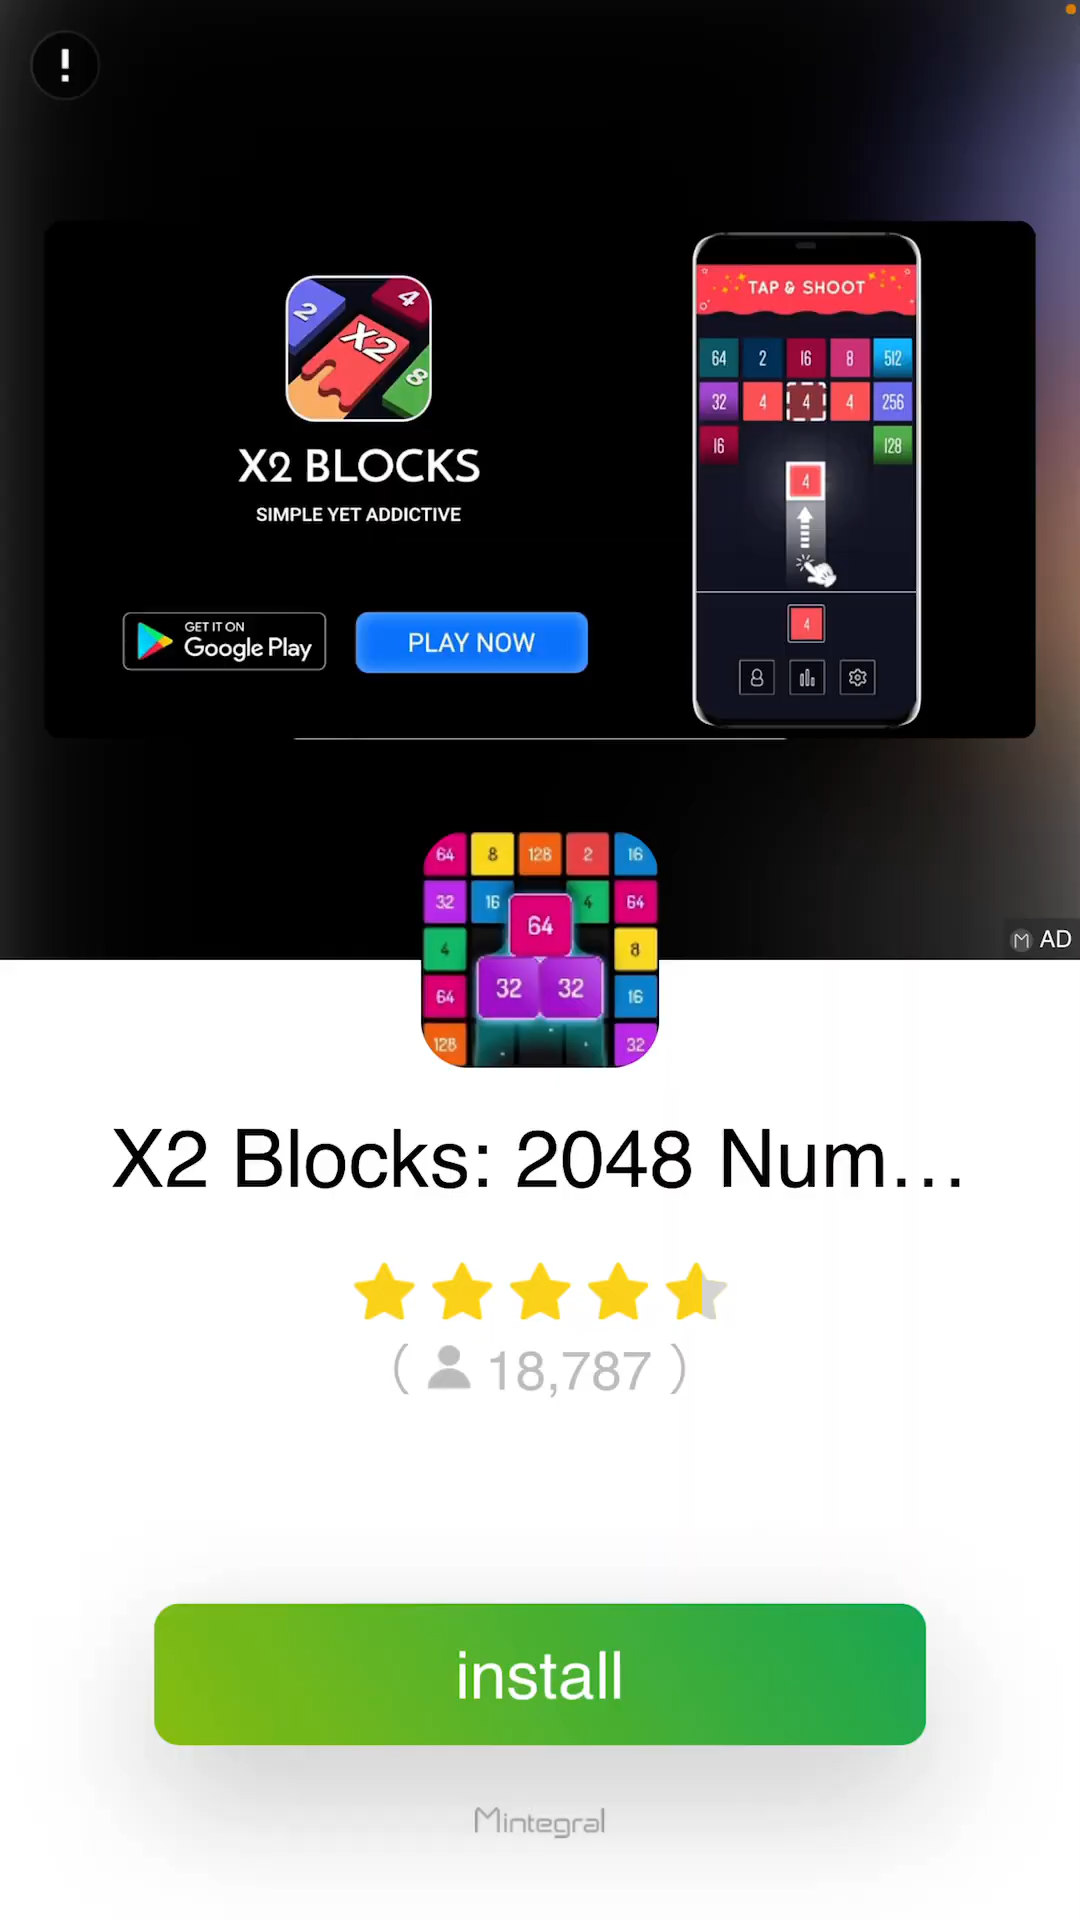 !
2
4
X2
8
X2 BLOCKS
SIMPLE YET ADDICTIVE
GET IT ON
Google Play
PLAY NOW
TAP & SHOOT
64 2 16 8 512
32 4 4 4 256
16 128
4
4
64 8 128 2 16
32 16 4 64
64
4 8
32 32
64 16
128 32
M AD
X2 Blocks: 2048 Num...
( 18,787 )
install
Mintegral